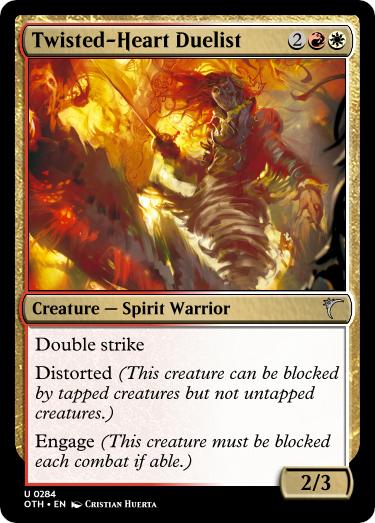 Twisted-Heart Duelist 2
Creature — Spirit Warrior
Double strike
Distorted (This creature can be blocked
by tapped creatures but not untapped
creatures.)
Engage (This creature must be blocked
each combat if able.)
2/3
U 0284
OTH • EN Cristian Huerta